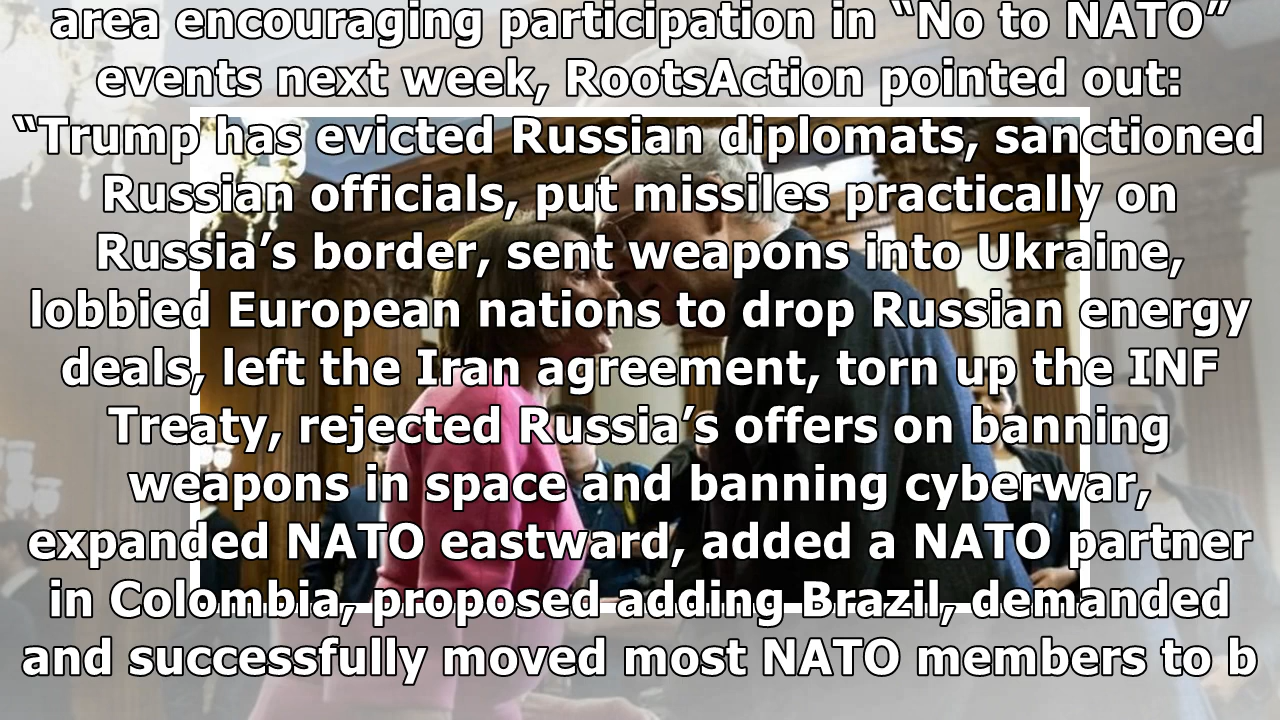 area encouraging participation in “No to NATO”
events next week, RootsAction pointed out:
“Trump has evicted Russian diplomats, sanctioned
Russian officials, put missiles practically on
Russia’s border, sent weapons into Ukraine,
lobbied European nations to drop Russian energy
deals, left the Iran agreement, torn up the INF
Treaty, rejected Russia’s offers on banning
weapons in space and banning cyberwar,
expanded NATO eastward, added a NATO partner
in Colombia, proposed adding Brazil, demanded
and successfully moved most NATO members to b